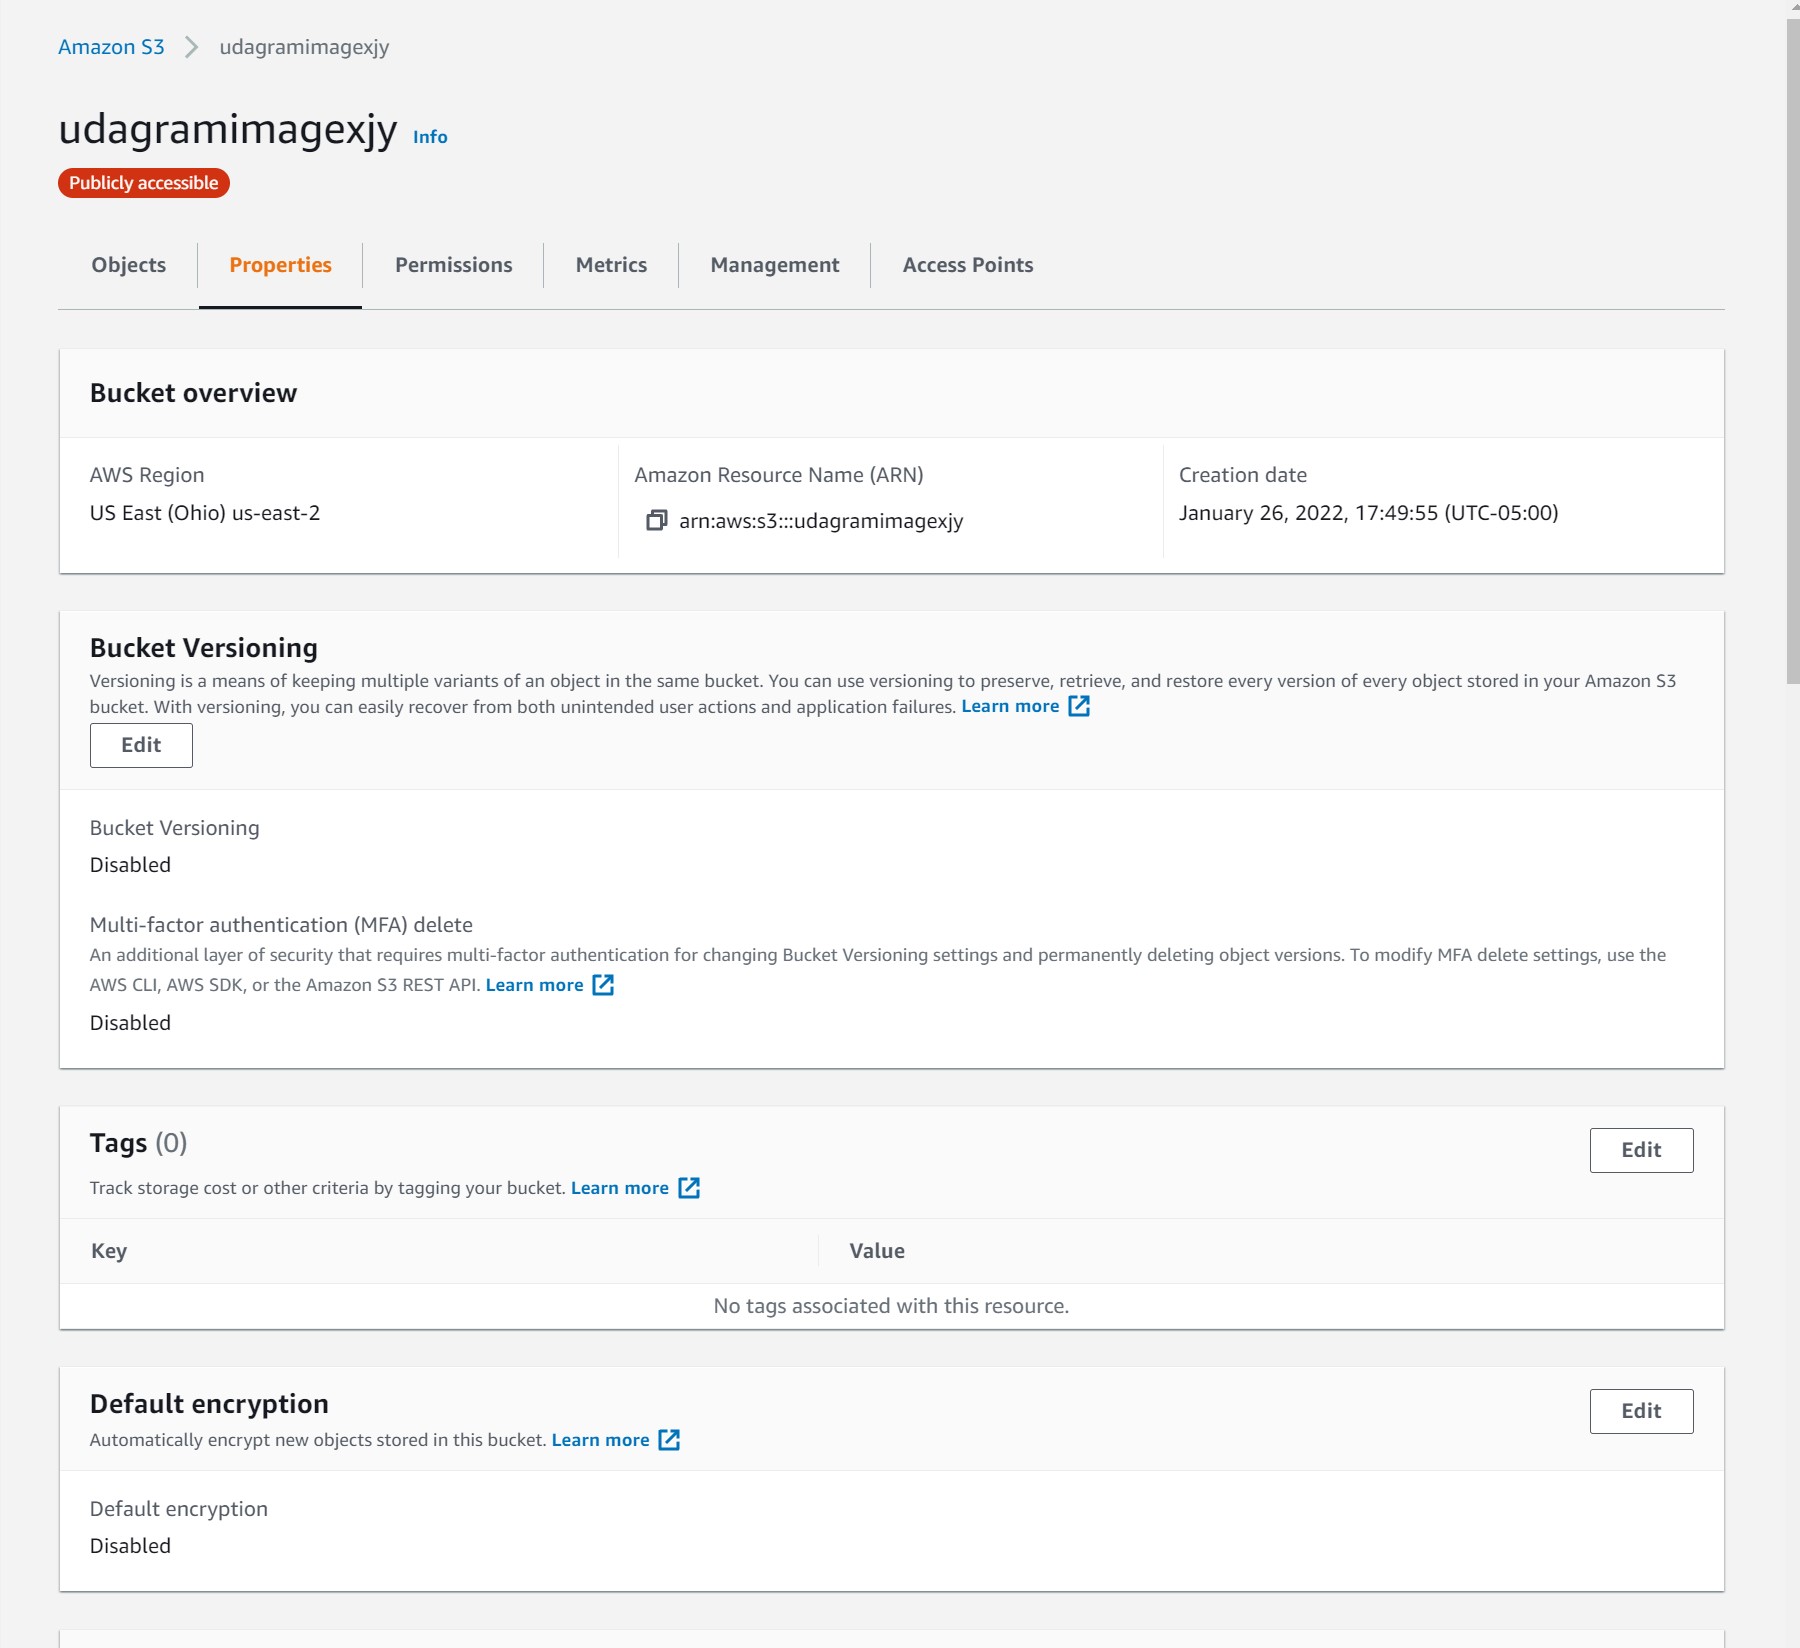 Amazon S3 > udagramimagexjy
udagramimagexjy Info
Publicly accessible
Objects Properties Permissions Metrics Management Access Points
Bucket overview
AWS Region Amazon Resource Name (ARN) Creation date
US East (Ohio) us-east-2 arn:aws:s3:::udagramimagexjy January 26, 2022, 17:49:55 (UTC-05:00)
Bucket Versioning
Versioning is a means of keeping multiple variants of an object in the same bucket. You can use versioning to preserve, retrieve, and restore every version of every object stored in your Amazon S3
bucket. With versioning, you can easily recover from both unintended user actions and application failures. Learn more
Edit
Bucket Versioning
Disabled
Multi-factor authentication (MFA) delete
An additional layer of security that requires multi-factor authentication for changing Bucket Versioning settings and permanently deleting object versions. To modify MFA delete settings, use the
AWS CLI, AWS SDK, or the Amazon S3 REST API. Learn more
Disabled
Tags (0) Edit
Track storage cost or other criteria by tagging your bucket. Learn more
Key Value
No tags associated with this resource.
Default encryption Edit
Automatically encrypt new objects stored in this bucket. Learn more
Default encryption
Disabled